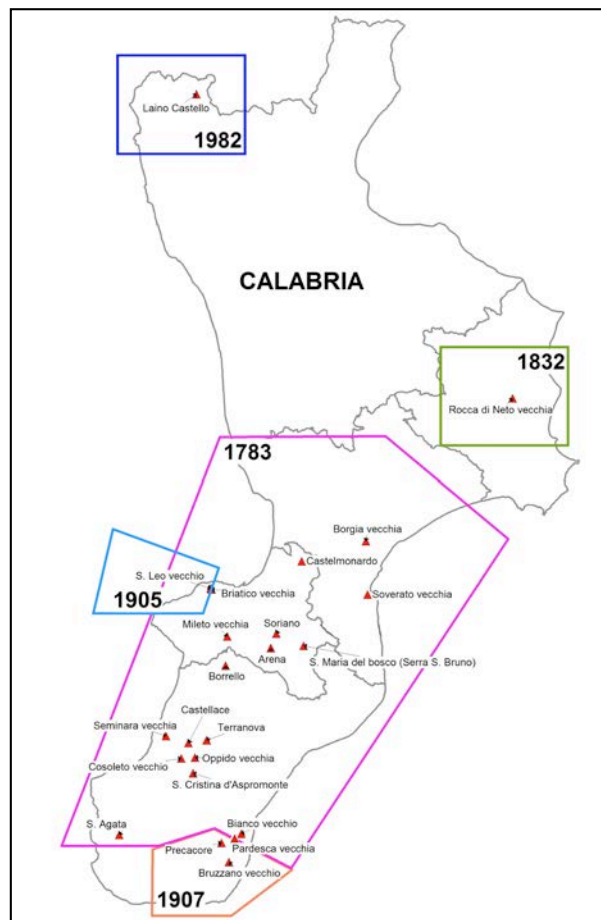 Laino Castello
1982
CALABRIA
1832
Rocca di Neto vecchia
1783
Borgia vecchia
Castelmonardo
S. Leo vecchio
Briatico vecchia
1905
Soverato vecchia
Mileto vecchia
Soriano
Arena
S. Maria del bosco (Serra S. Bruno)
Borrello
Castellace
Seminara vecchia
Terranova
Cosoleto vecchio
Oppido vecchia
S. Cristina d'Aspromonte
S. Agata
Bianco vecchio
Precacore
Pardesca vecchia
Bruzzano vecchio
1907